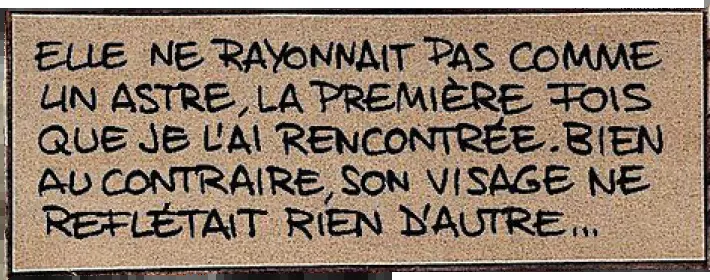 ELLE NE RAYONNAIT PAS COMME
UN ASTRE, LA PREMIÈRE FOIS
QUE JE L'AI RENCONTRÉE. BIEN
AU CONTRAIRE, SON VISAGE NE
REFLÉTAIT RIEN D'AUTRE...